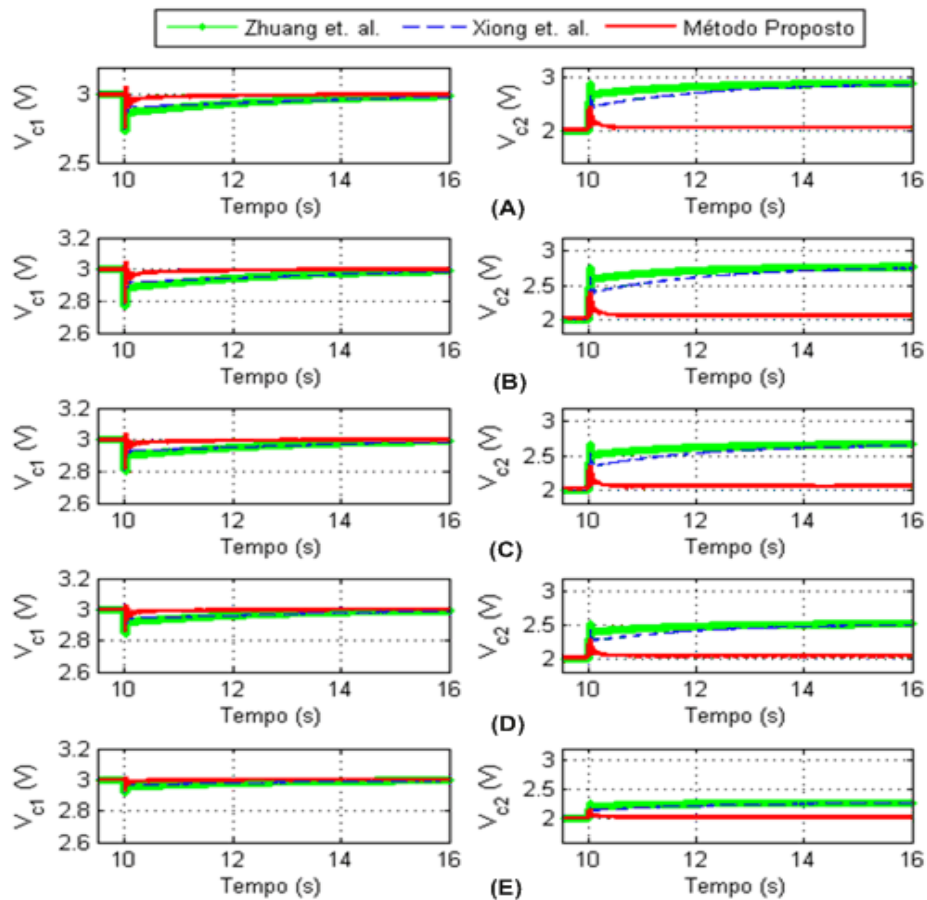 Zhuang et. al. Xiong et. al. Método Proposto
V_c1 (V) 3 2.5
10 12 14 16
Tempo (s)
V_c2 (V) 3 2
10 12 14 16
Tempo (s)
(A)
V_c1 (V) 3.2 3 2.8 2.6
10 12 14 16
Tempo (s)
V_c2 (V) 3 2.5 2
10 12 14 16
Tempo (s)
(B)
V_c1 (V) 3.2 3 2.8 2.6
10 12 14 16
Tempo (s)
V_c2 (V) 3 2.5 2
10 12 14 16
Tempo (s)
(C)
V_c1 (V) 3.2 3 2.8 2.6
10 12 14 16
Tempo (s)
V_c2 (V) 3 2.5 2
10 12 14 16
Tempo (s)
(D)
V_c1 (V) 3.2 3 2.8 2.6
10 12 14 16
Tempo (s)
V_c2 (V) 3 2.5 2
10 12 14 16
Tempo (s)
(E)